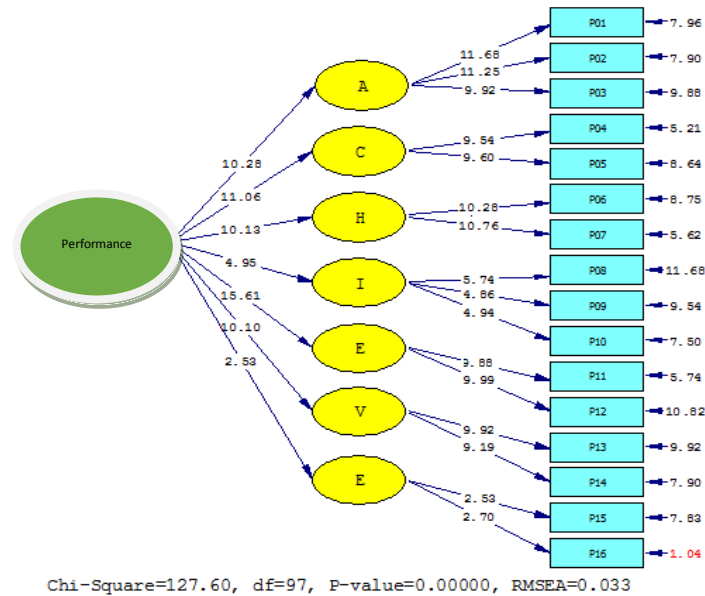 P01
7.96
11.68
P02
7.90
11.25
A
9.92
P03
9.88
P04
5.21
9.54
C
9.60
P05
8.64
10.28
11.06
P06
8.75
10.28
H
10.76
P07
5.62
10.13
Performance
4.95
P08
11.68
5.74
I
4.86
P09
9.54
4.94
15.61
P10
7.50
10.10
E
9.88
P11
5.74
9.99
2.53
P12
10.82
V
9.92
P13
9.92
9.19
P14
7.90
E
2.53
P15
7.83
2.70
P16
1.04
Chi-Square=127.60, df=97, P-value=0.00000, RMSEA=0.033